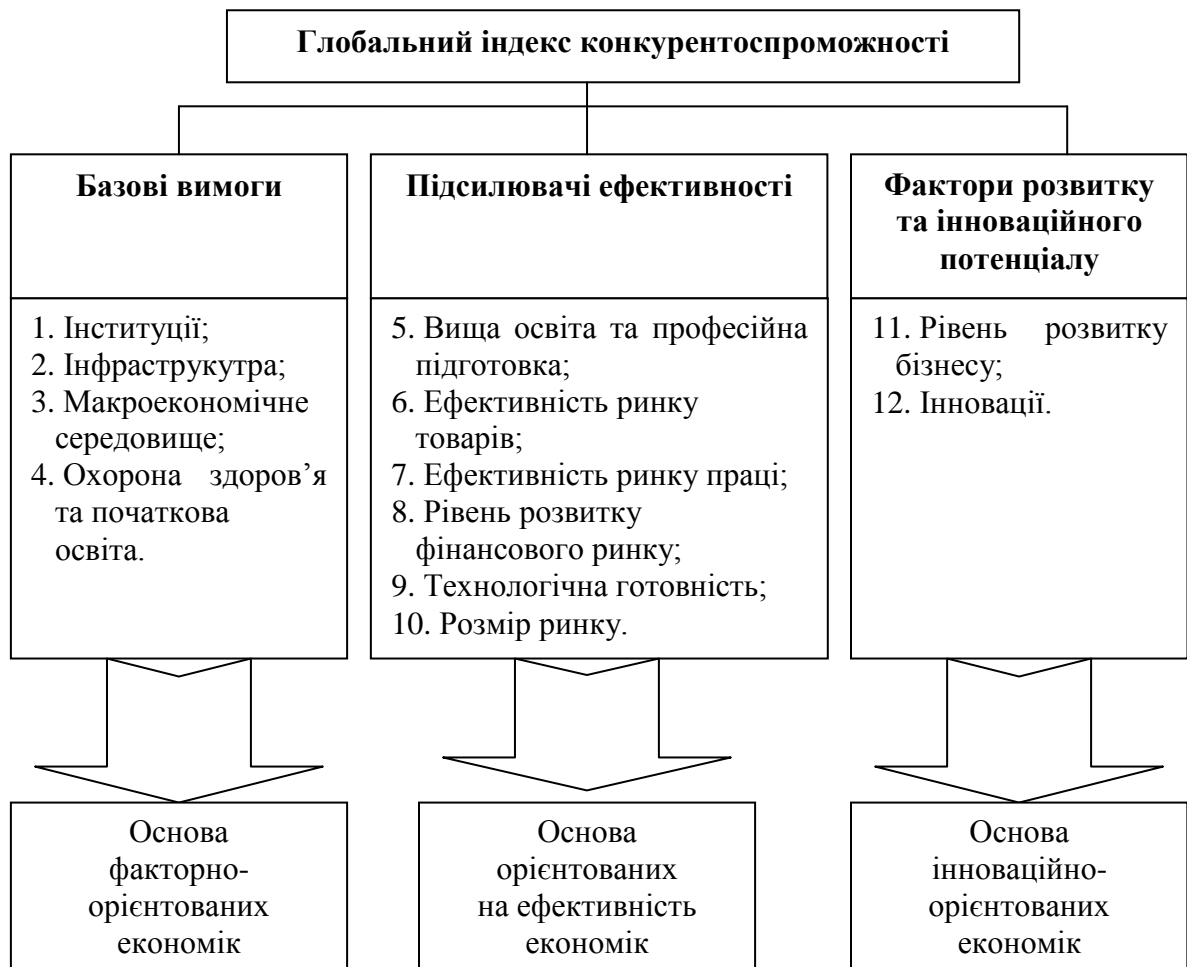 Глобальний індекс конкурентоспроможності
Базові вимоги
1. Інституції;
2. Інфраструкутра;
3. Макроекономічне
середовище;
4. Охорона здоров’я
та початкова
освіта.
Підсилювачі ефективності
5. Вища освіта та професійна
підготовка;
6. Ефективність ринку
товарів;
7. Ефективність ринку праці;
8. Рівень розвитку
фінансового ринку;
9. Технологічна готовність;
10. Розмір ринку.
Фактори розвитку
та інноваційного
потенціалу
11. Рівень розвитку
бізнесу;
12. Інновації.
Основа
факторно-
орієнтованих
економік
Основа
орієнтованих
на ефективність
економік
Основа
інноваційно-
орієнтованих
економік